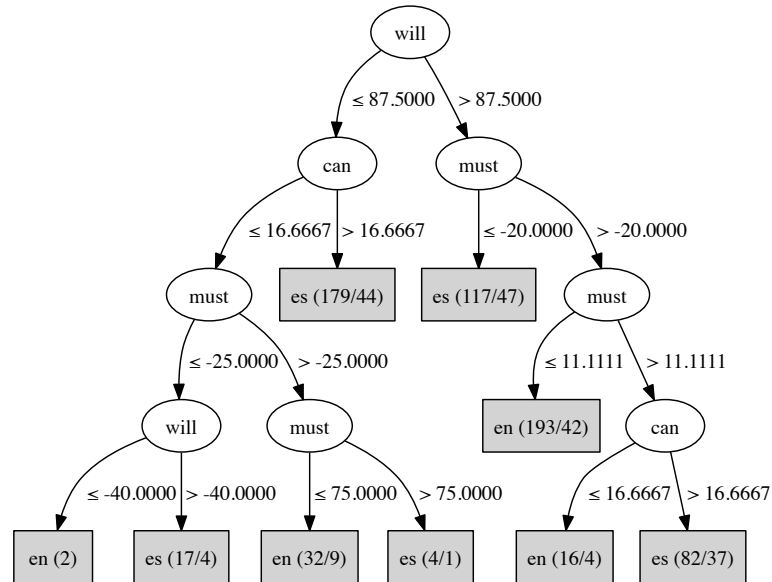 will
≤ 87.5000 > 87.5000
can must
≤ 16.6667 > 16.6667 ≤ -20.0000 > -20.0000
must es (179/44) es (117/47) must
≤ -25.0000 > -25.0000 ≤ 11.1111 > 11.1111
will must en (193/42) can
≤ -40.0000 > -40.0000 ≤ 75.0000 > 75.0000 ≤ 16.6667 > 16.6667
en (2) es (17/4) en (32/9) es (4/1) en (16/4) es (82/37)